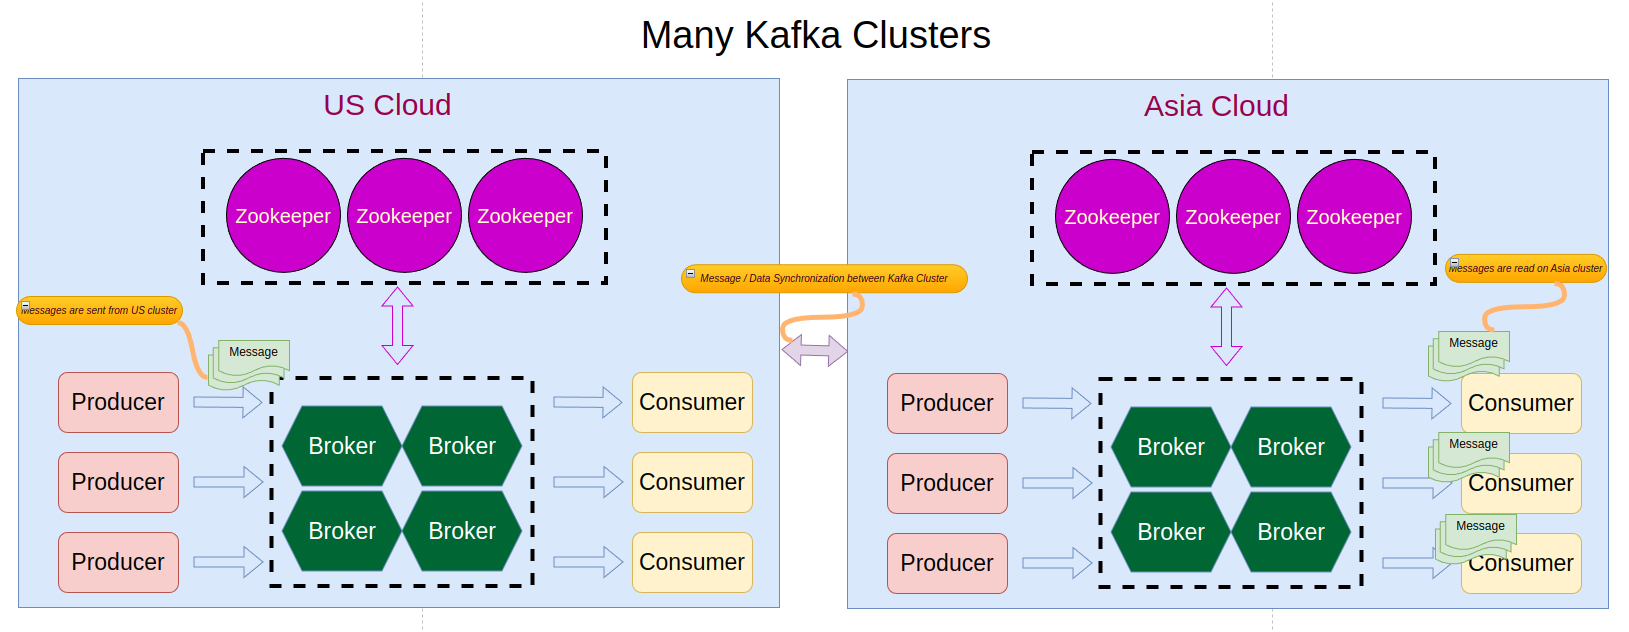 Many Kafka Clusters
US Cloud
Zookeeper Zookeeper Zookeeper
Messages are sent from US cluster
Message
Producer
Producer
Producer
Broker Broker
Broker Broker
Consumer
Consumer
Consumer
Message / Data Synchronization between Kafka Cluster
Asia Cloud
Zookeeper Zookeeper Zookeeper
Messages are read on Asia cluster
Producer
Producer
Producer
Broker Broker
Broker Broker
Message
Consumer
Message
Consumer
Message
Consumer